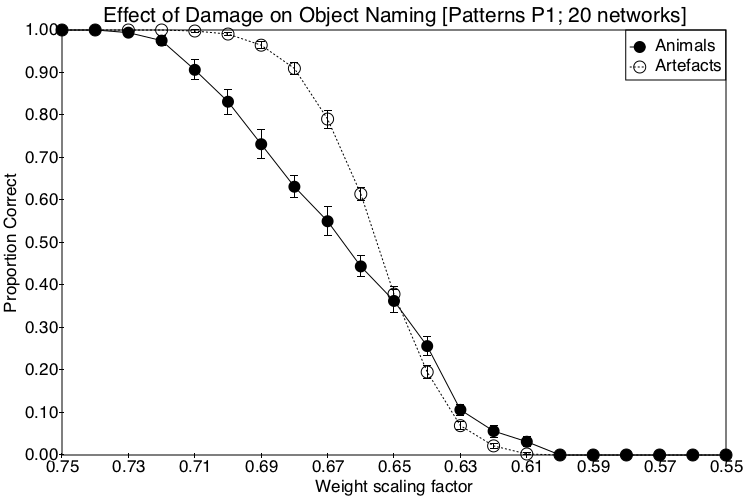 Effect of Damage on Object Naming [Patterns P1; 20 networks]
Animals
Artefacts
Proportion Correct
1.00
0.90
0.80
0.70
0.60
0.50
0.40
0.30
0.20
0.10
0.00
0.75 0.73 0.71 0.69 0.67 0.65 0.63 0.61 0.59 0.57 0.55
Weight scaling factor